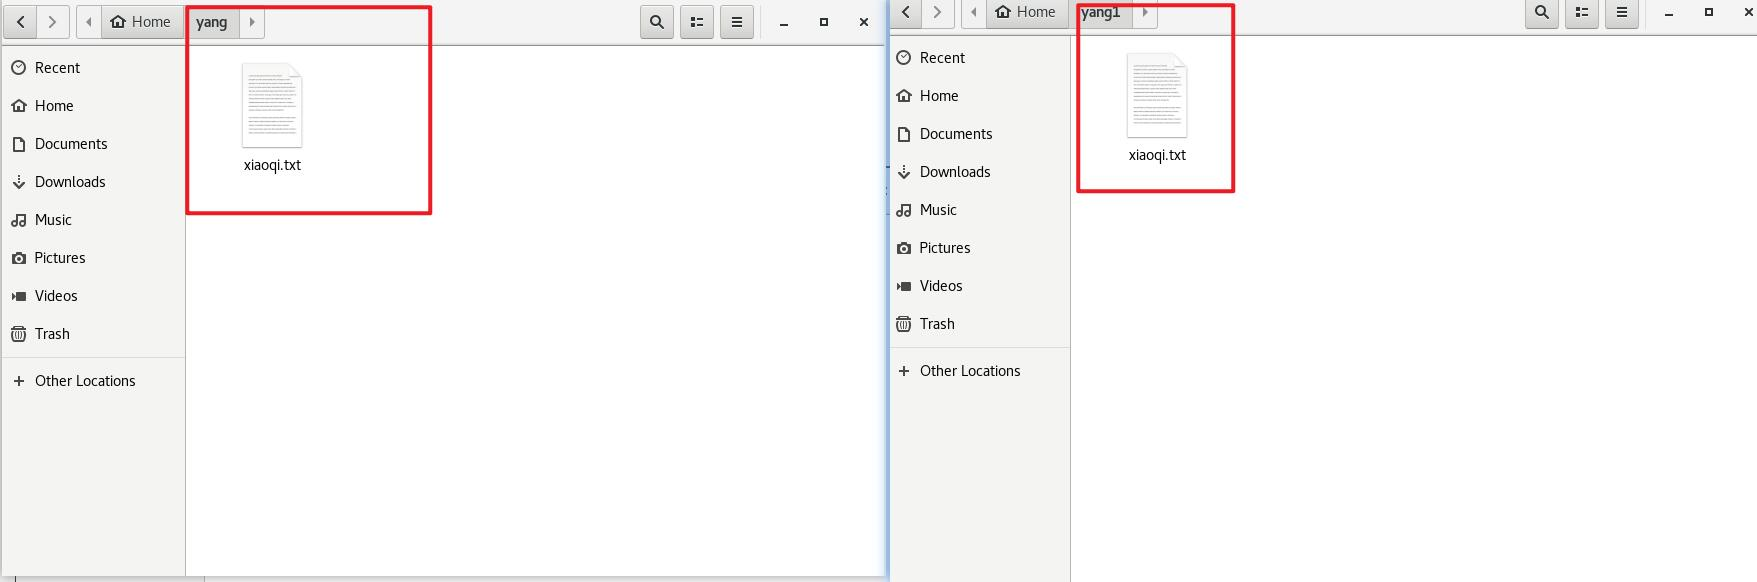 Home yang
Recent
Home
Documents
Downloads
Music
Pictures
Videos
Trash
Other Locations
xiaoqi.txt
Home yang1
Recent
Home
Documents
Downloads
Music
Pictures
Videos
Trash
Other Locations
xiaoqi.txt